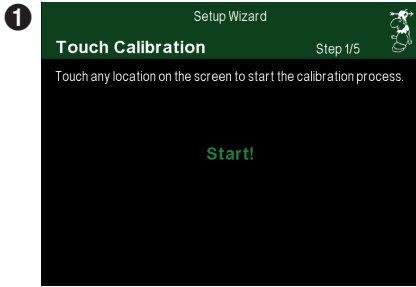 1
Setup Wizard
Touch Calibration
Step 1/5
Touch any location on the screen to start the calibration process.
Start!